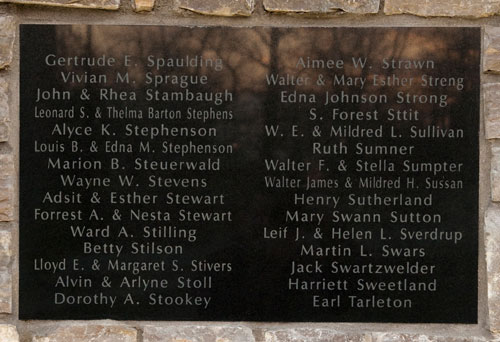 Gertrude E. Spaulding
Vivian M. Sprague
John & Rhea Stambaugh
Leonard S. & Thelma Barton Stephens
Alyce K. Stephenson
Louis B. & Edna M. Stephenson
Marion B. Steuerwald
Wayne W. Stevens
Adsit & Esther Stewart
Forrest A. & Nesta Stewart
Ward A. Stilling
Betty Stilson
Lloyd E. & Margaret S. Stivers
Alvin & Arlyne Stoll
Dorothy A. Stookey
Aimee W. Strawn
Walter & Mary Esther Streng
Edna Johnson Strong
S. Forest Sttit
W. E. & Mildred L. Sullivan
Ruth Sumner
Walter F. & Stella Sumpter
Walter James & Mildred H. Sussan
Henry Sutherland
Mary Swann Sutton
Leif J. & Helen L. Sverdrup
Martin L. Swars
Jack Swartzwelder
Harriett Sweetland
Earl Tarleton